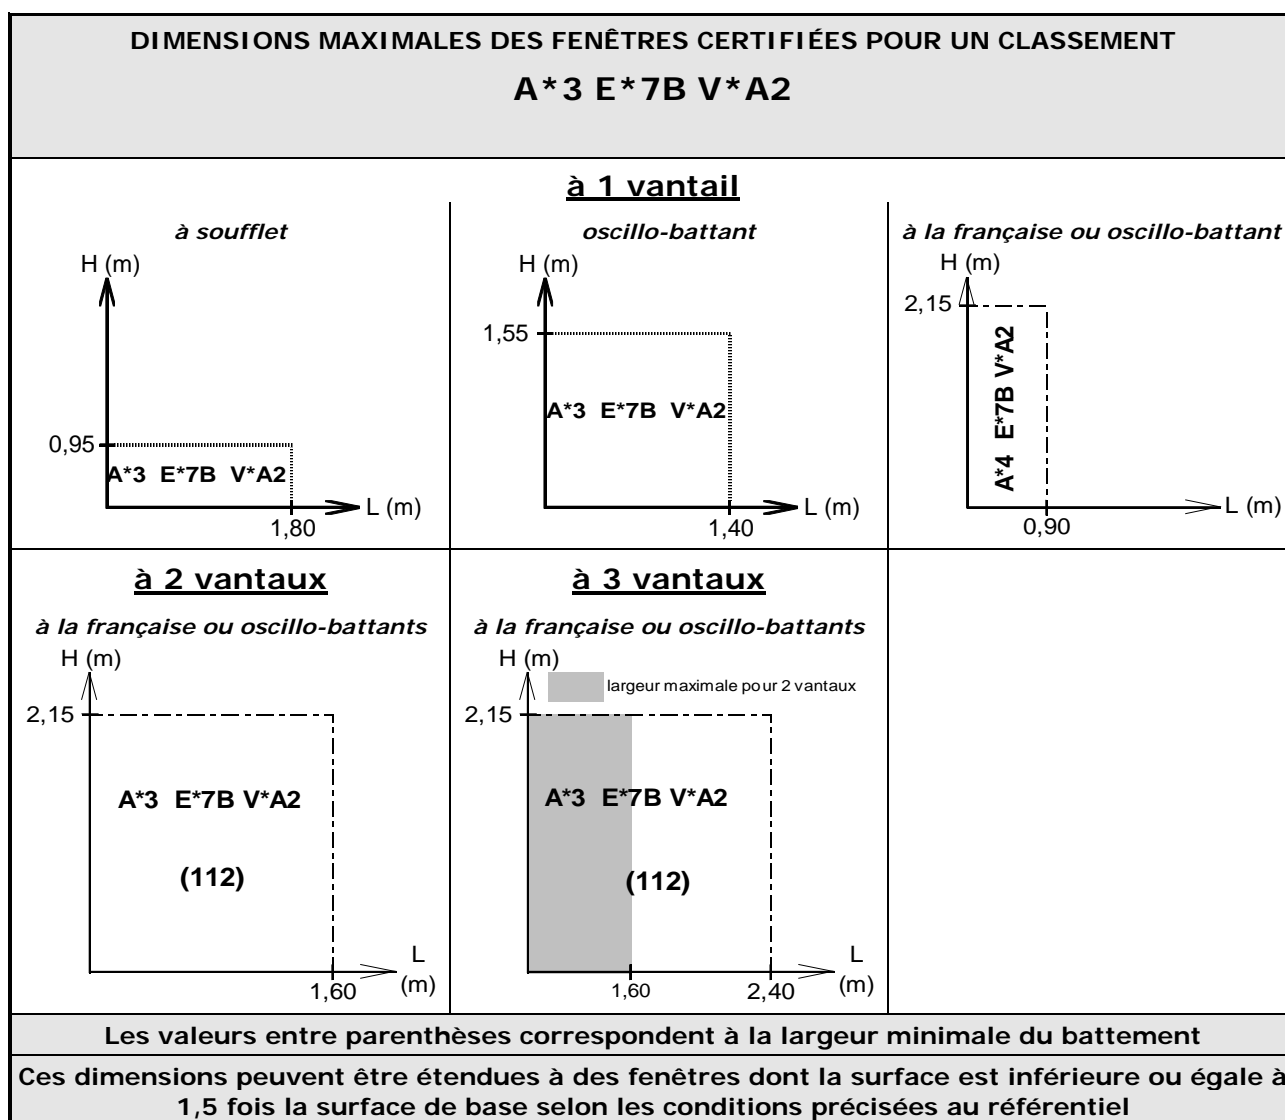 DIMENSIONS MAXIMALES DES FENÊTRES CERTIFIÉES POUR UN CLASSEMENT
A*3 E*7B V*A2
à 1 vantail
à soufflet
H (m)
0,95
A*3 E*7B V*A2
1,80
L (m)
oscillo-battant
H (m)
1,55
A*3 E*7B V*A2
1,40
L (m)
à la française ou oscillo-battant
H (m)
2,15
A*4 E*7B V*A2
0,90
L (m)
à 2 vantaux
à la française ou oscillo-battants
H (m)
2,15
A*3 E*7B V*A2
(112)
1,60
L
(m)
à 3 vantaux
à la française ou oscillo-battants
H (m)
largeur maximale pour 2 vantaux
2,15
A*3 E*7B V*A2
(112)
1,60
2,40
L
(m)
Les valeurs entre parenthèses correspondent à la largeur minimale du battement
Ces dimensions peuvent être étendues à des fenêtres dont la surface est inférieure ou égale à
1,5 fois la surface de base selon les conditions précisées au référentiel